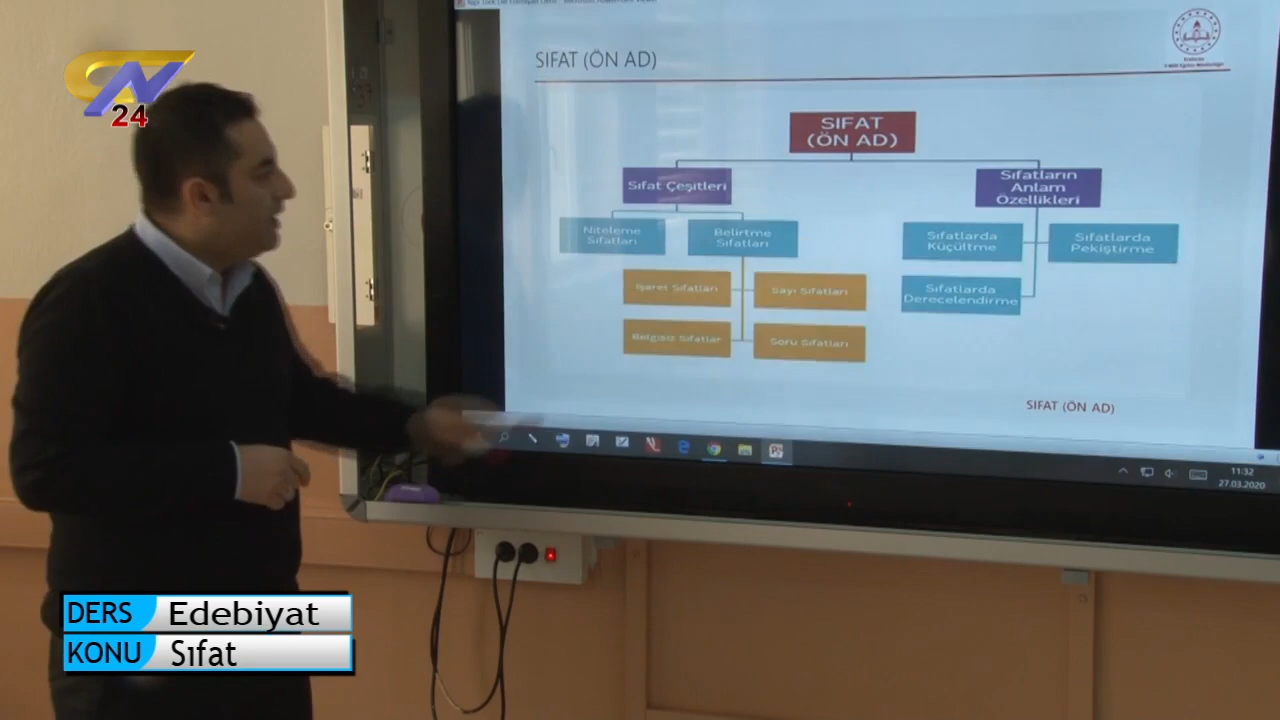 CN
24
SIFAT (ÖN AD)
SIFAT
(ÖN AD)
Sıfat Çeşitleri
Sıfatların
Anlam
Özellikleri
Niteleme
Sıfatları
Belirtme
Sıfatları
Sıfatlarda
Küçültme
Sıfatlarda
Pekiştirme
İşaret Sıfatları
Sayı Sıfatları
Sıfatlarda
Derecelendirme
Belgisiz Sıfatlar
Soru Sıfatları
SIFAT (ÖN AD)
11:32
27.03.2020
DERS Edebiyat
KONU Sıfat